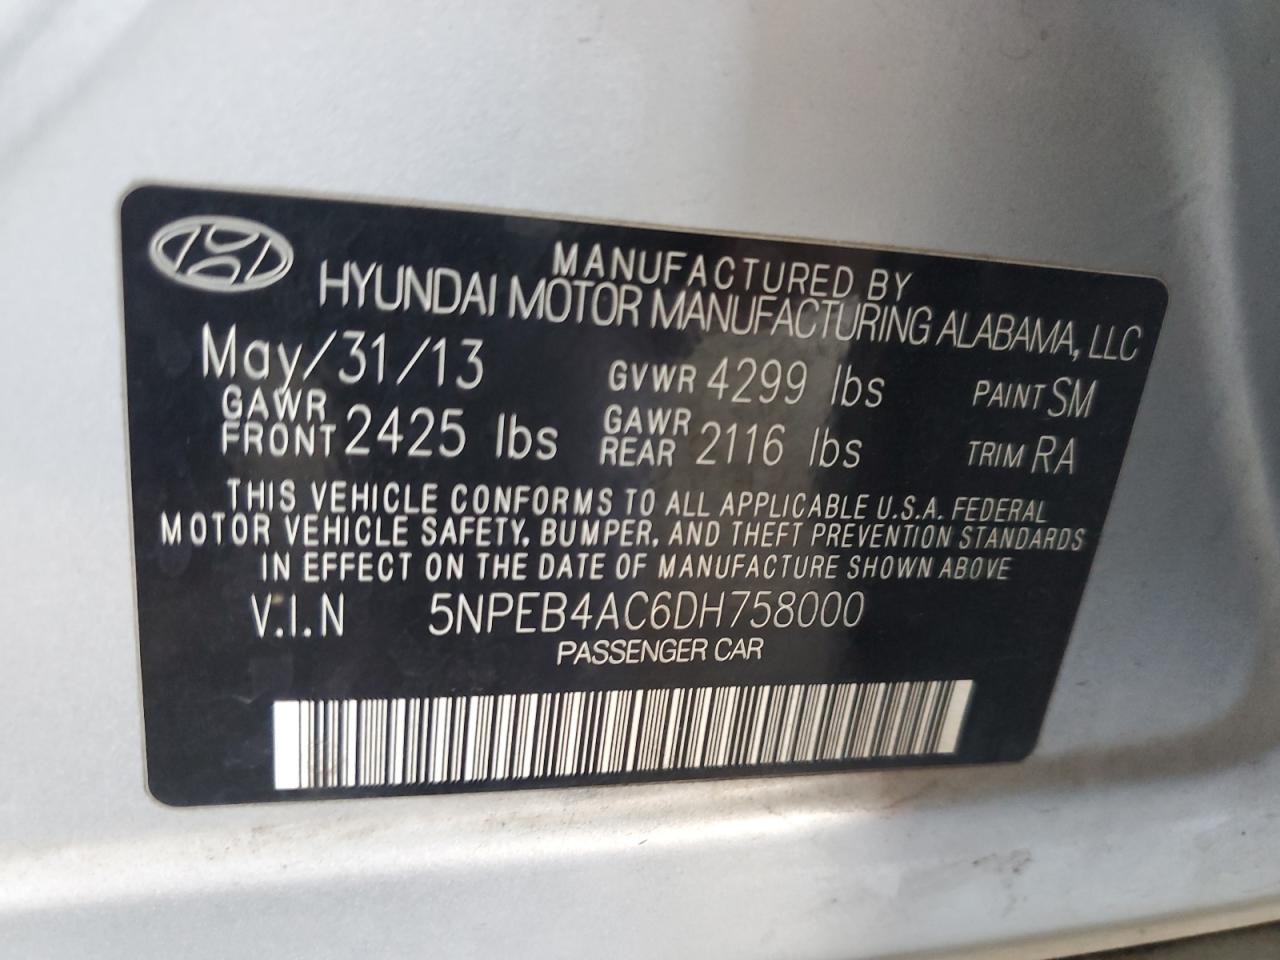 MANUFACTURED BY
HYUNDAI MOTOR MANUFACTURING ALABAMA, LLC
May/31/13 GVWR 4299 lbs PAINT SM
GAWR FRONT 2425 lbs GAWR REAR 2116 lbs TRIM RA
THIS VEHICLE CONFORMS TO ALL APPLICABLE U.S.A. FEDERAL
MOTOR VEHICLE SAFETY, BUMPER, AND THEFT PREVENTION STANDARDS
IN EFFECT ON THE DATE OF MANUFACTURE SHOWN ABOVE
V.I.N 5NPEB4AC6DH758000
PASSENGER CAR